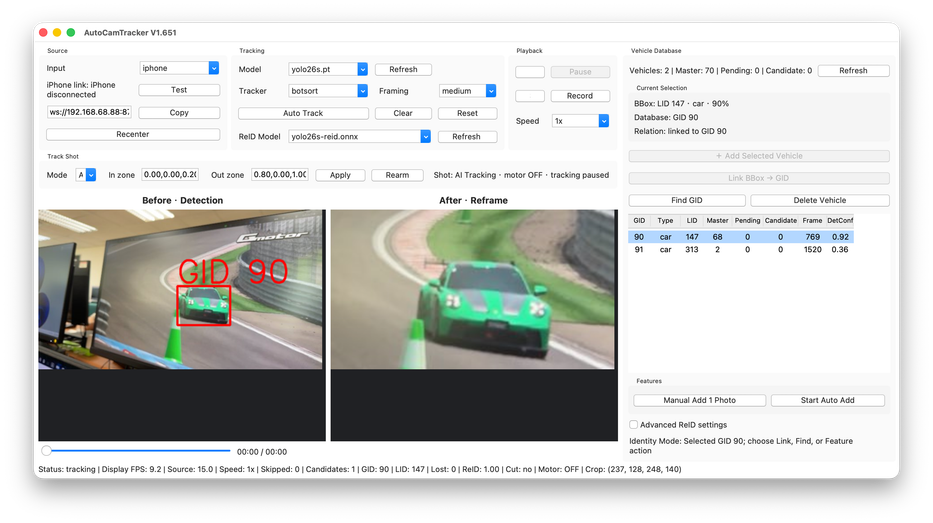 AutoCamTracker V1.651
Source
Input
iphone
iPhone link: iPhone disconnected
Test
ws://192.168.68.88:8
Copy
Recenter
Tracking
Model
yolo26s.pt
Refresh
Tracker
botsort
Framing
medium
Auto Track
Clear
Reset
ReID Model
yolo26s-reid.onnx
Refresh
Playback
Pause
Record
Speed
1x
Track Shot
Mode
In zone
0.00,0.00,0.20
Out zone
0.80,0.00,1.00
Apply
Rearm
Shot: AI Tracking · motor OFF · tracking paused
Before · Detection
After · Reframe
GID 90
00:00 / 00:00
Vehicle Database
Vehicles: 2 | Master: 70 | Pending: 0 | Candidate: 0
Refresh
Current Selection
BBox: LID 147 · car · 90%
Database: GID 90
Relation: linked to GID 90
+ Add Selected Vehicle
Link BBox → GID
Find GID
Delete Vehicle
GID Type LID Master Pending Candidate Frame DetConf
90 car 147 68 0 0 769 0.92
91 car 313 2 0 0 1520 0.36
Features
Manual Add 1 Photo
Start Auto Add
Advanced ReID settings
Identity Mode: Selected GID 90; choose Link, Find, or Feature
action
Status: tracking | Display FPS: 9.2 | Source: 15.0 | Speed: 1x | Skipped: 0 | Candidates: 1 | GID: 90 | LID: 147 | Lost: 0 | ReID: 1.00 | Cut: no | Motor: OFF | Crop: (237, 128, 248, 140)